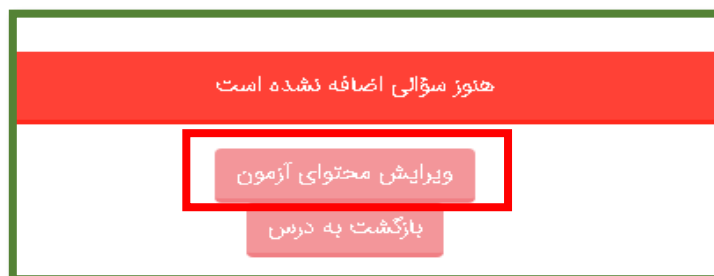 هنوز سؤالی اضافه نشده است
ویرایش محتوای آزمون
بازگشت به درس